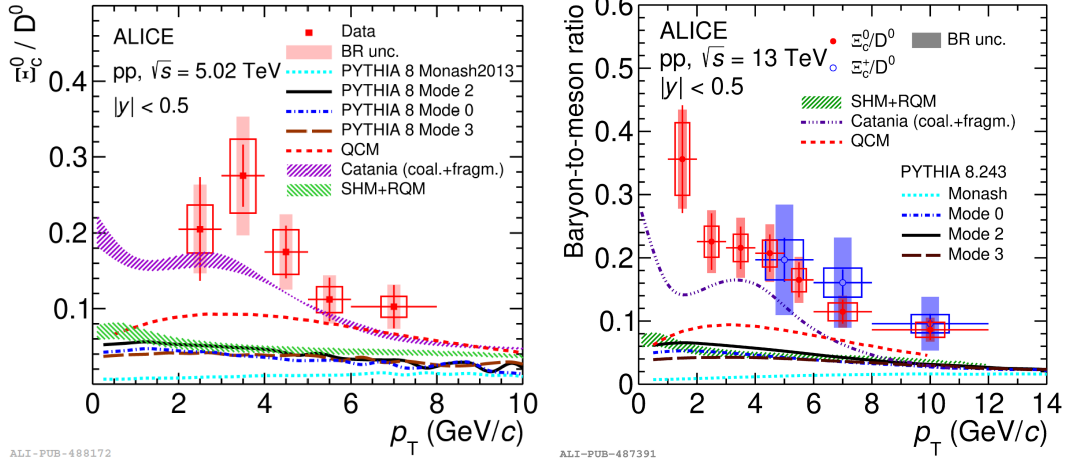 Ξ⁰c / D⁰
0.4
0.3
0.2
0.1
ALICE
pp, √s = 5.02 TeV
|y| < 0.5
Data
BR unc.
PYTHIA 8 Monash2013
PYTHIA 8 Mode 2
PYTHIA 8 Mode 0
PYTHIA 8 Mode 3
QCM
Catania (coal.+fragm.)
SHM+RQM
0 2 4 6 8 10
pT (GeV/c)
ALI-PUB-488172
Baryon-to-meson ratio
0.6
0.5
0.4
0.3
0.2
0.1
0
ALICE
pp, √s = 13 TeV
|y| < 0.5
Ξ⁰c/D⁰
Ξ⁺c/D⁰
BR unc.
SHM+RQM
Catania (coal.+fragm.)
QCM
PYTHIA 8.243
Monash
Mode 0
Mode 2
Mode 3
0 2 4 6 8 10 12 14
pT (GeV/c)
ALI-PUB-487391